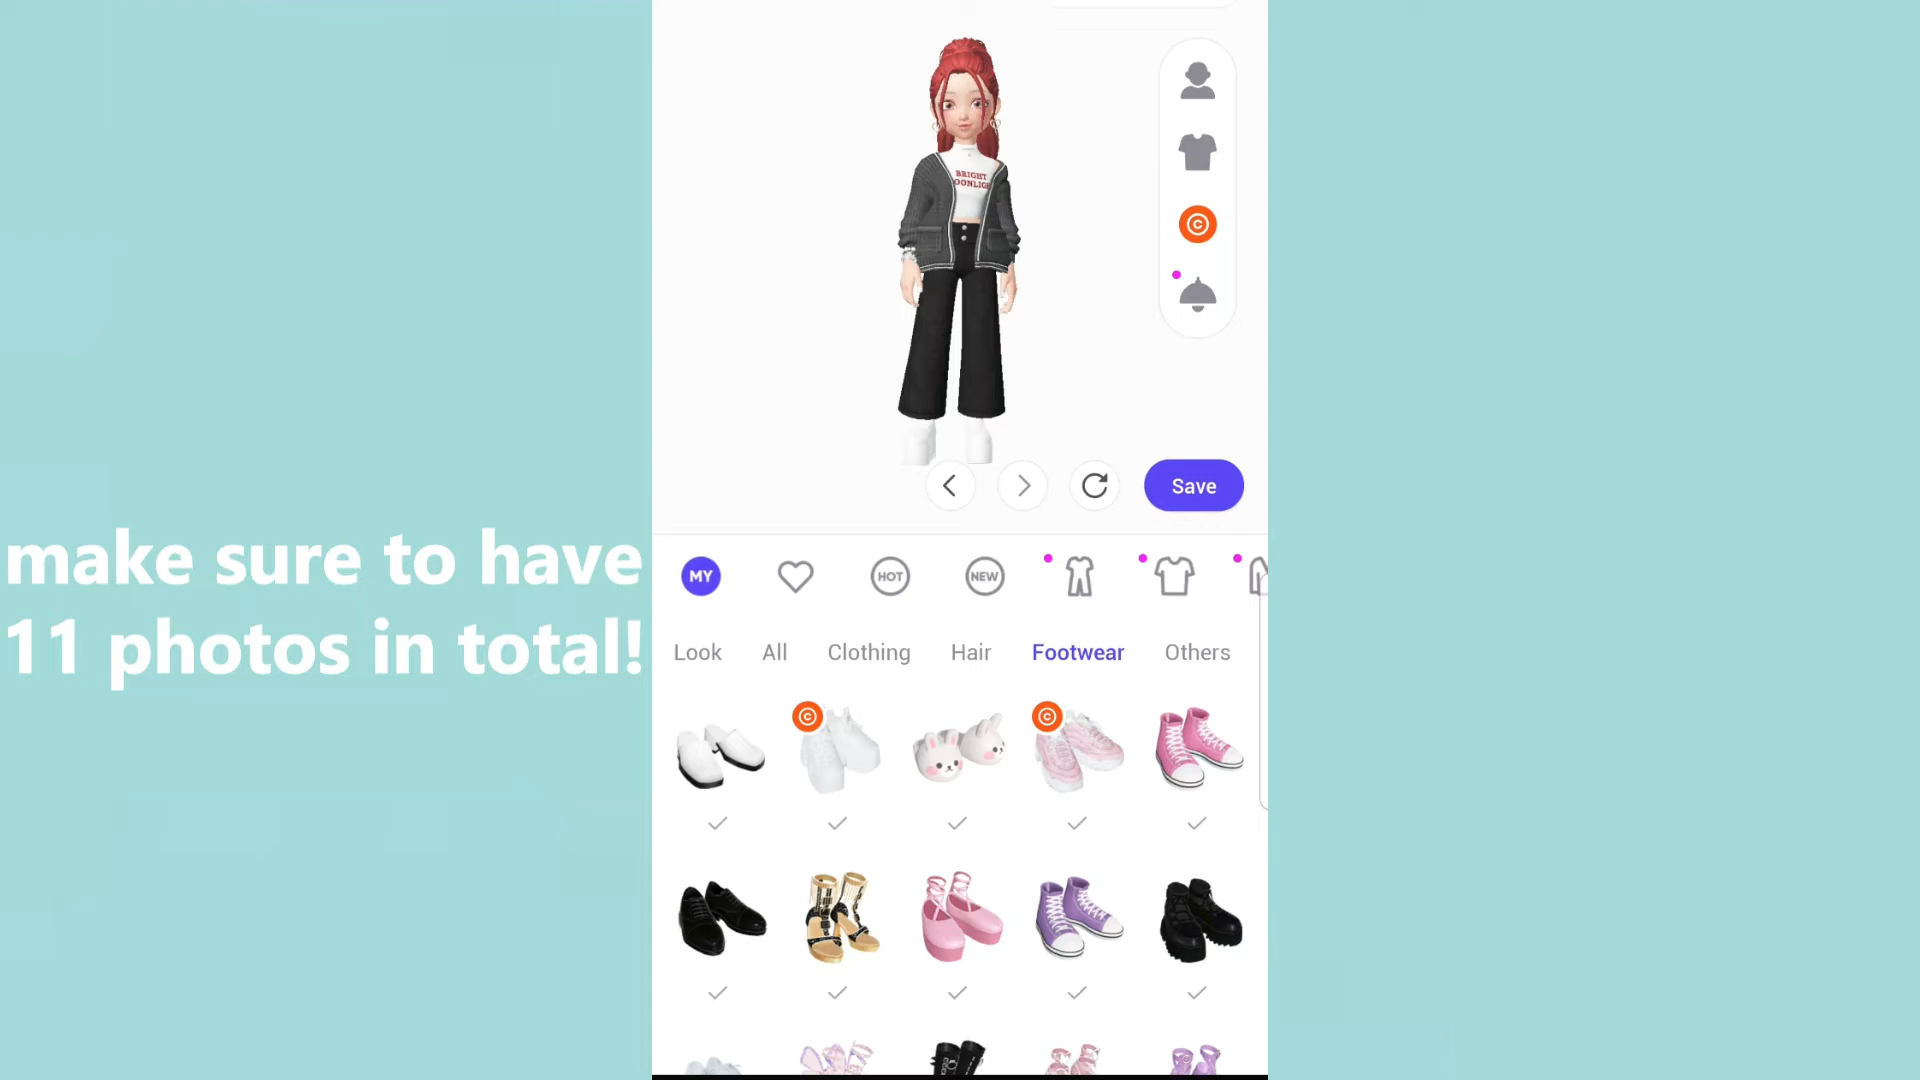 BRIGHT
OONLIGH
Save
make sure to have
11 photos in total!
MY
HOT
NEW
Look
All
Clothing
Hair
Footwear
Others
C
C
C